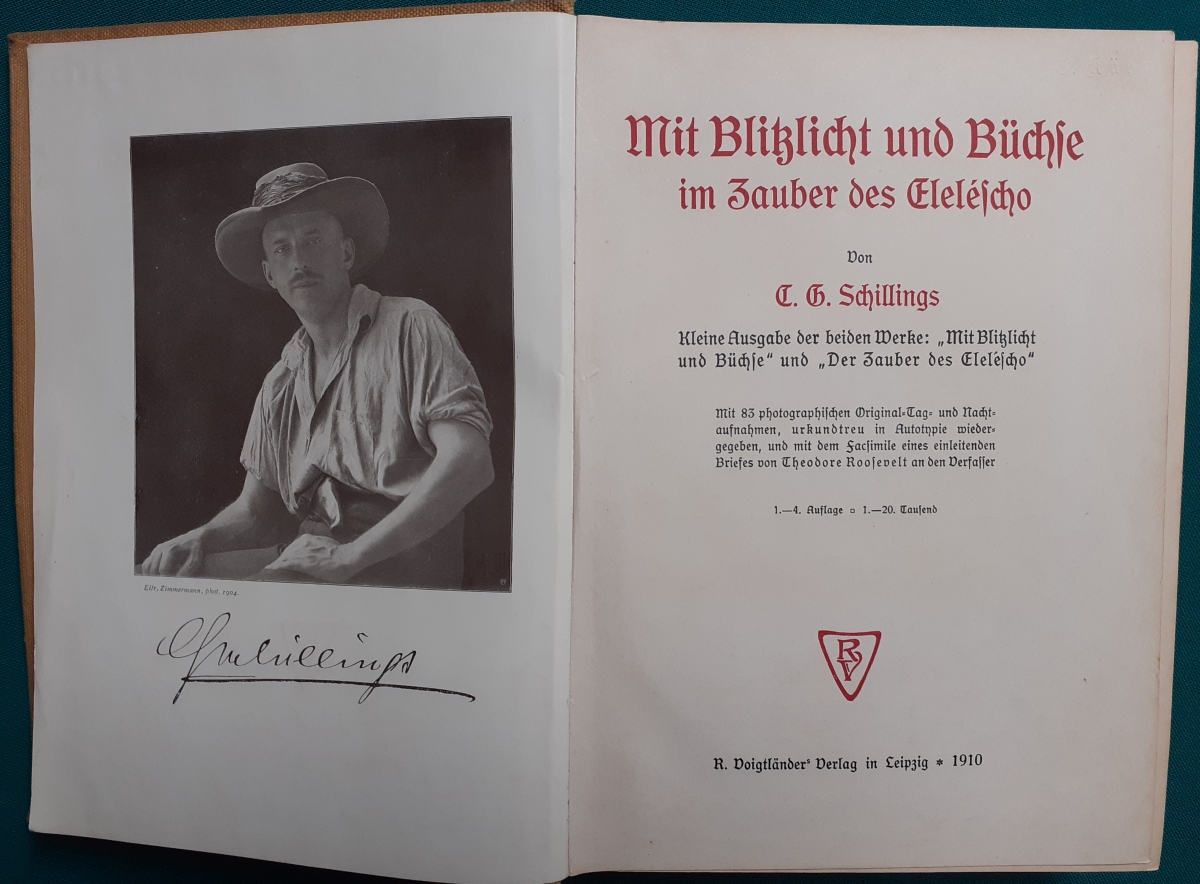 Elfr. Zimmermann, phot. 1904.
CGSchillings
Mit Blitzlicht und Büchse
im Zauber des Eleléscho
Von
C. G. Schillings
Kleine Ausgabe der beiden Werke: „Mit Blitzlicht
und Büchse“ und „Der Zauber des Eleléscho“
Mit 83 photographischen Original-Tag- und Nacht-
aufnahmen, urkundtreu in Autotypie wieder-
gegeben, und mit dem Facsimile eines einleitenden
Briefes von Theodore Roosevelt an den Verfasser
1.—4. Auflage ▫ 1.—20. Tausend
RV
R. Voigtländers Verlag in Leipzig * 1910